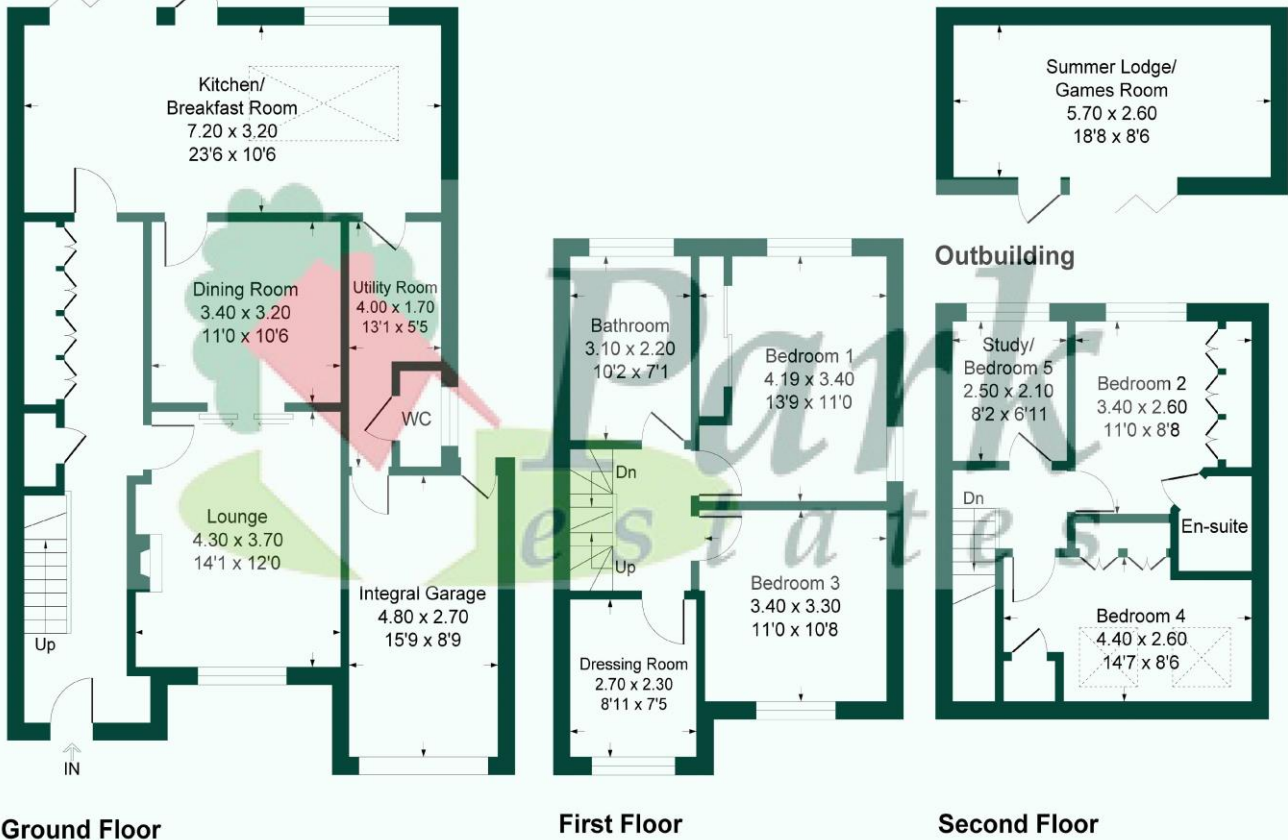 Kitchen/
Breakfast Room
7.20 x 3.20
23'6 x 10'6
Dining Room
3.40 x 3.20
11'0 x 10'6
Utility Room
4.00 x 1.70
13'1 x 5'5
WC
Lounge
4.30 x 3.70
14'1 x 12'0
Integral Garage
4.80 x 2.70
15'9 x 8'9
Up
IN
Ground Floor
Bathroom
3.10 x 2.20
10'2 x 7'1
Bedroom 1
4.19 x 3.40
13'9 x 11'0
Dn
Up
Bedroom 3
3.40 x 3.30
11'0 x 10'8
Dressing Room
2.70 x 2.30
8'11 x 7'5
First Floor
Summer Lodge/
Games Room
5.70 x 2.60
18'8 x 8'6
Outbuilding
Study/
Bedroom 5
2.50 x 2.10
8'2 x 6'11
Bedroom 2
3.40 x 2.60
11'0 x 8'8
Dn
En-suite
Bedroom 4
4.40 x 2.60
14'7 x 8'6
Second Floor
Park
estates